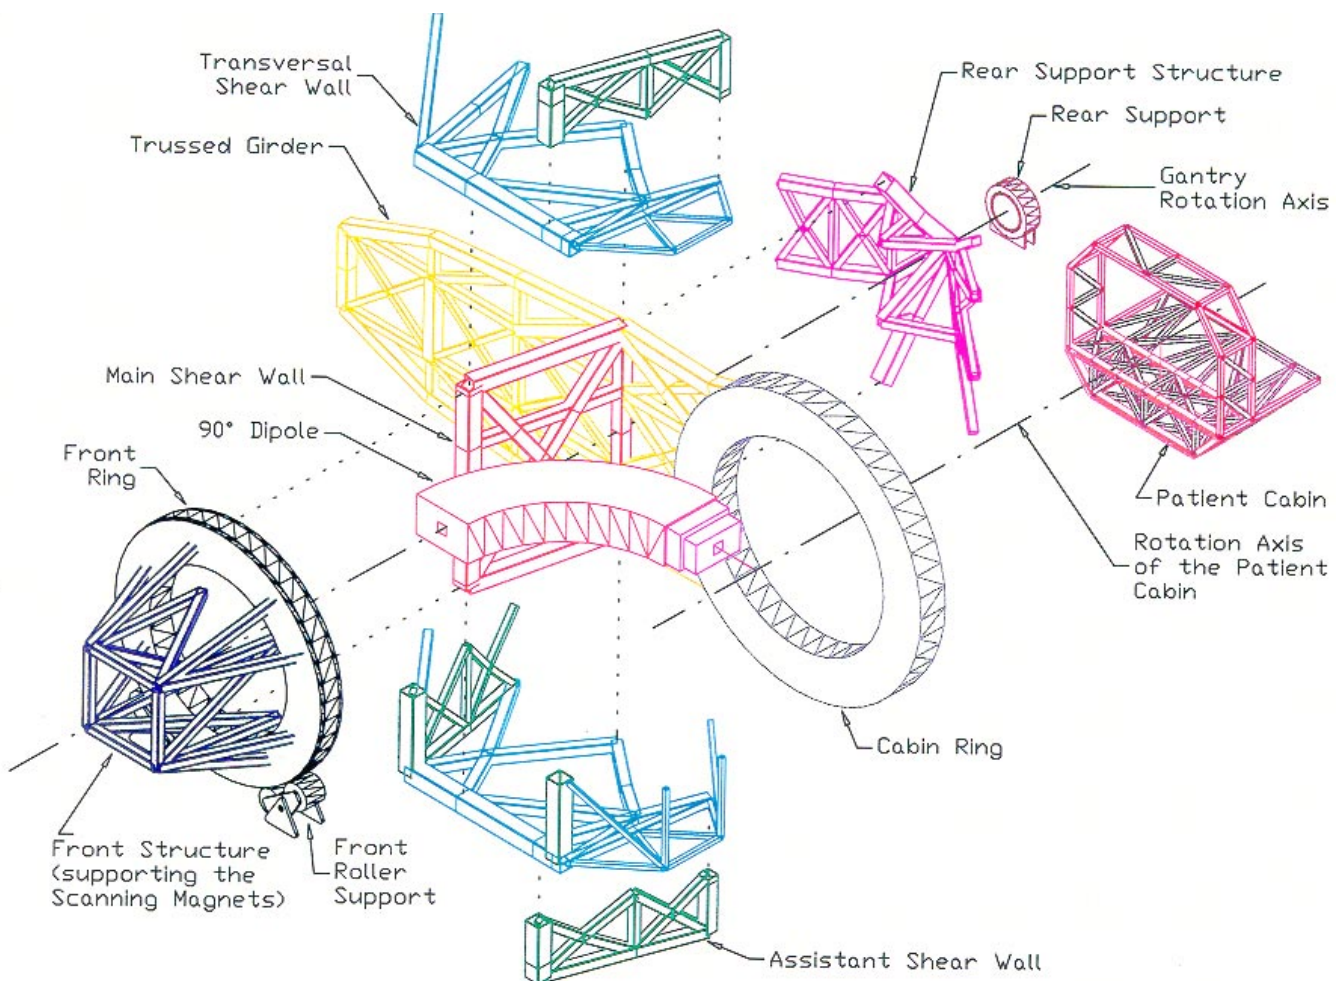 Transversal
Shear Wall
Trussed Girder
Rear Support Structure
Rear Support
Gantry
Rotation Axis
Main Shear Wall
90° Dipole
Front
Ring
Patient Cabin
Rotation Axis
of the Patient
Cabin
Cabin Ring
Front Structure
(supporting the
Scanning Magnets)
Front
Roller
Support
Assistant Shear Wall